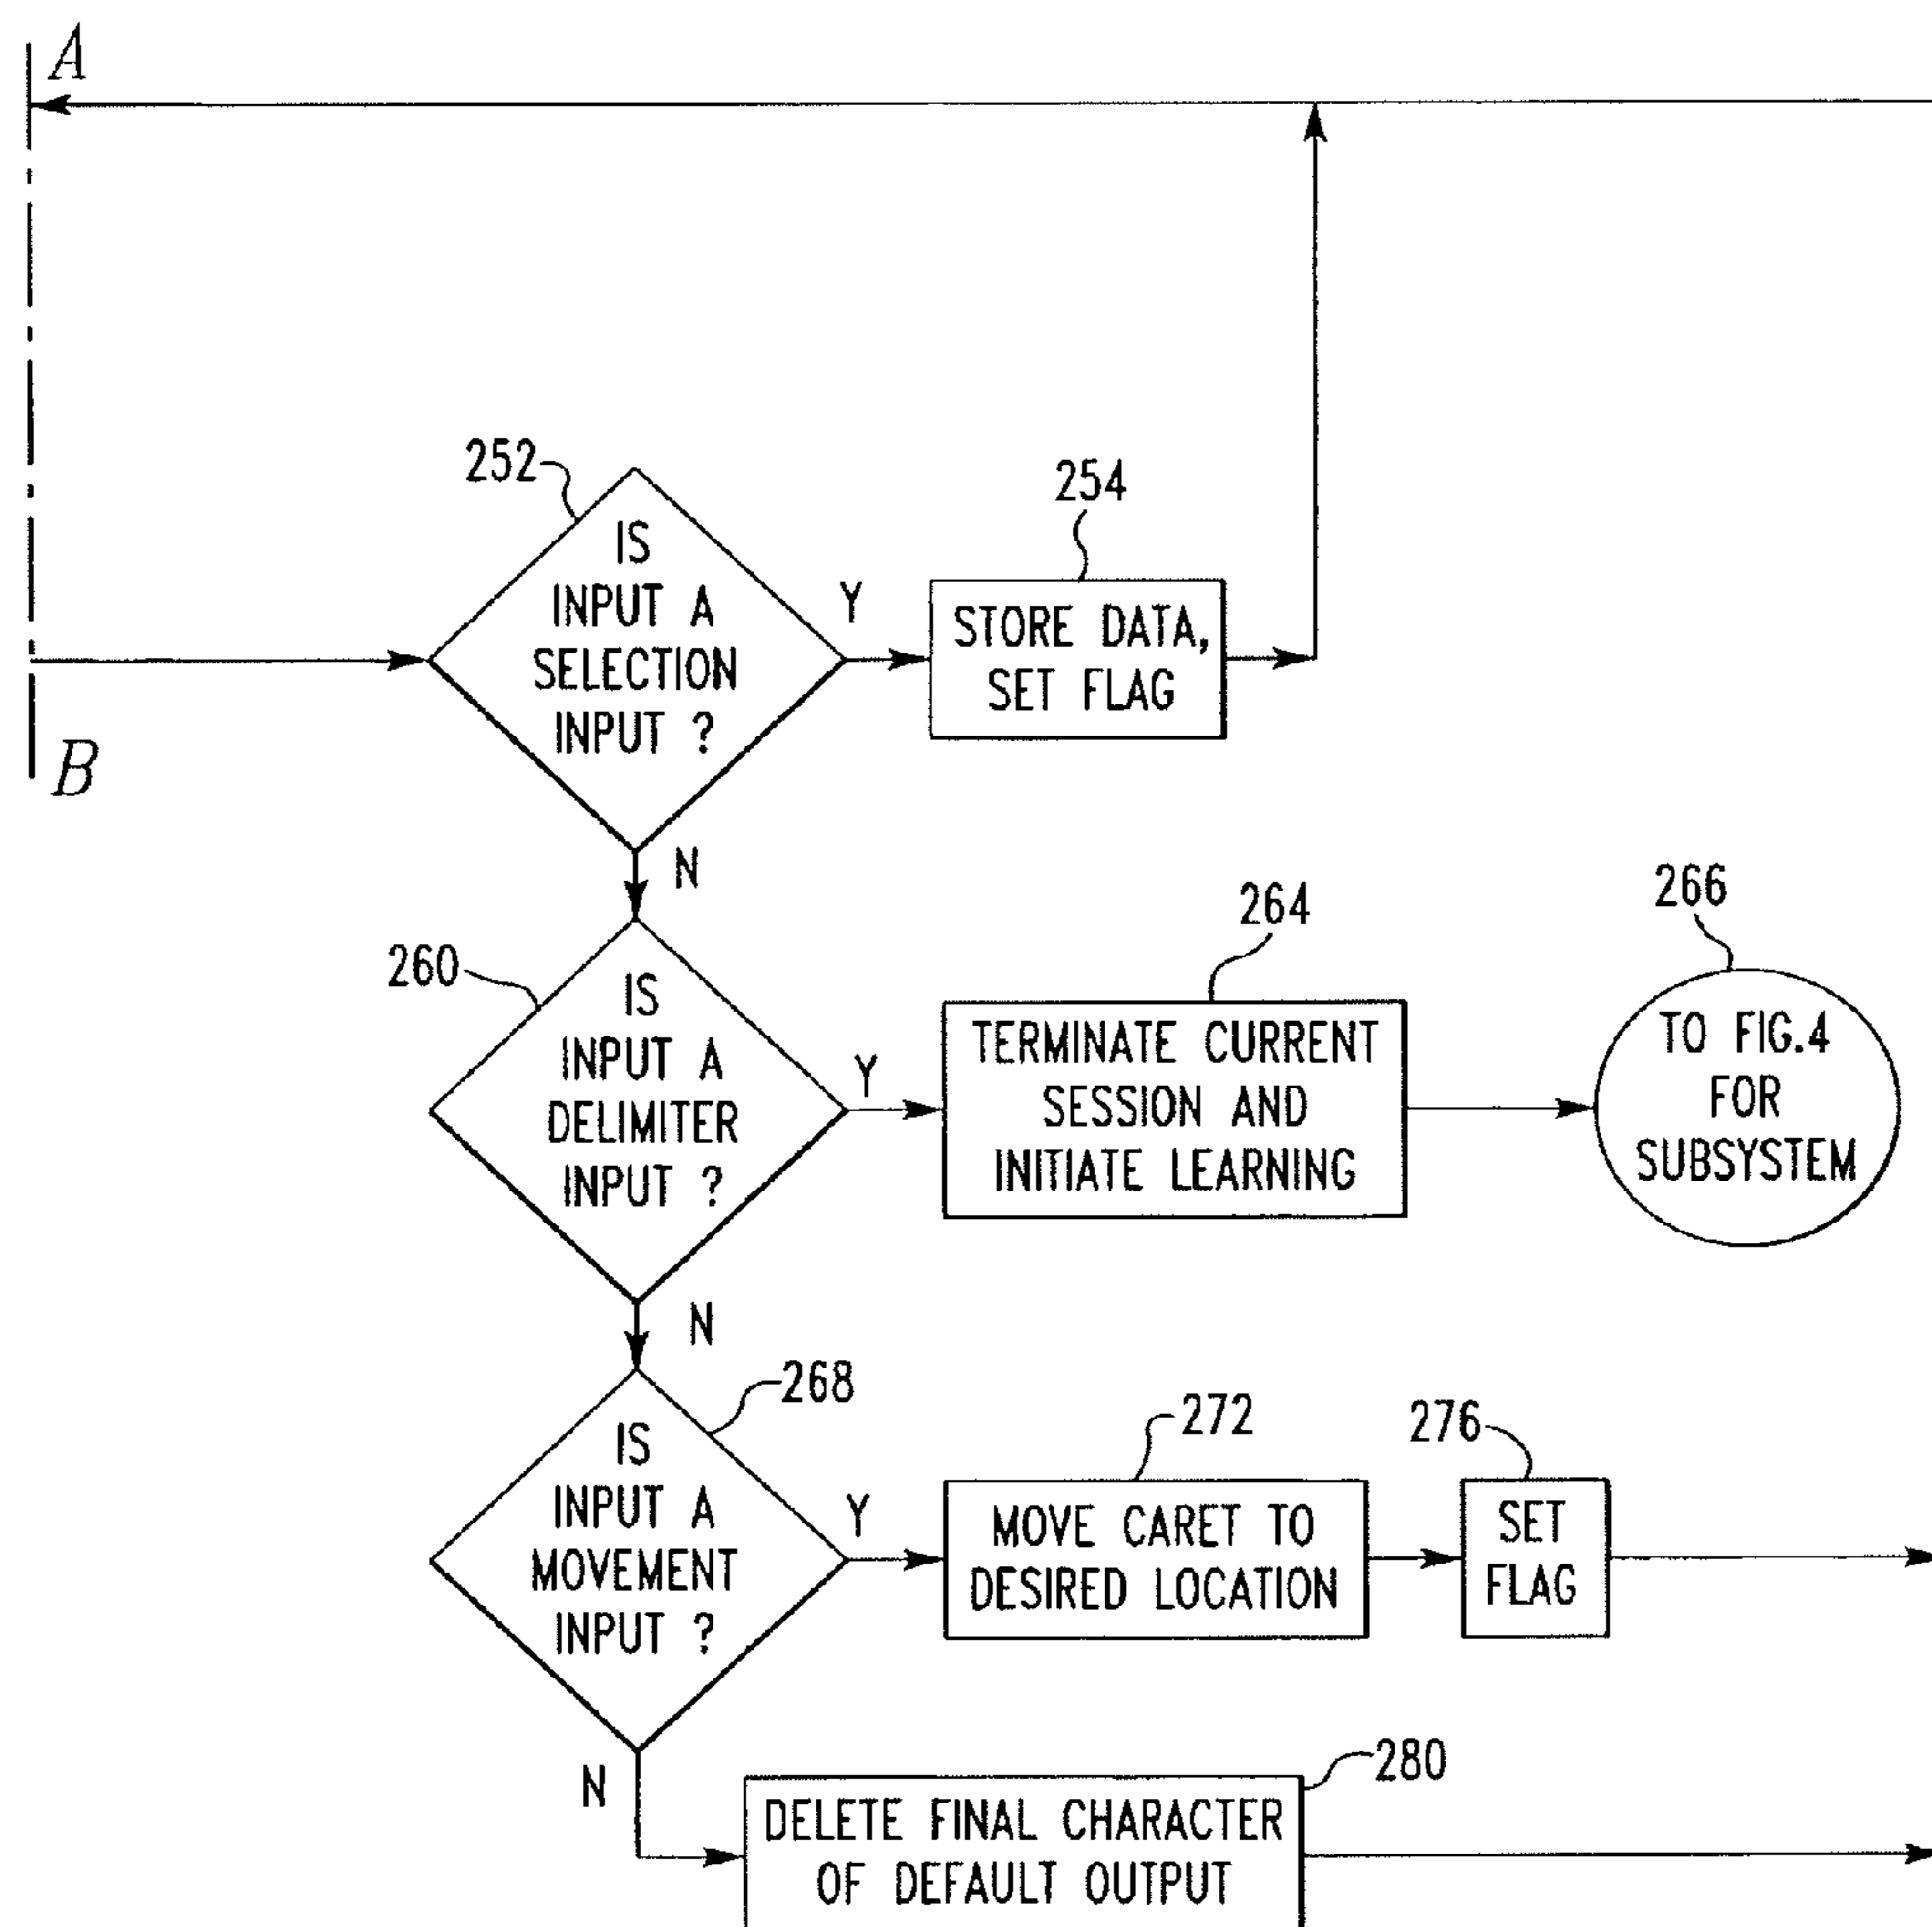 A
B
252
IS
INPUT A
SELECTION
INPUT ?
Y
254
STORE DATA,
SET FLAG
N
260
IS
INPUT A
DELIMITER
INPUT ?
Y
264
TERMINATE CURRENT
SESSION AND
INITIATE LEARNING
266
TO FIG.4
FOR
SUBSYSTEM
N
268
IS
INPUT A
MOVEMENT
INPUT ?
Y
272
MOVE CARET TO
DESIRED LOCATION
276
SET
FLAG
N
280
DELETE FINAL CHARACTER
OF DEFAULT OUTPUT